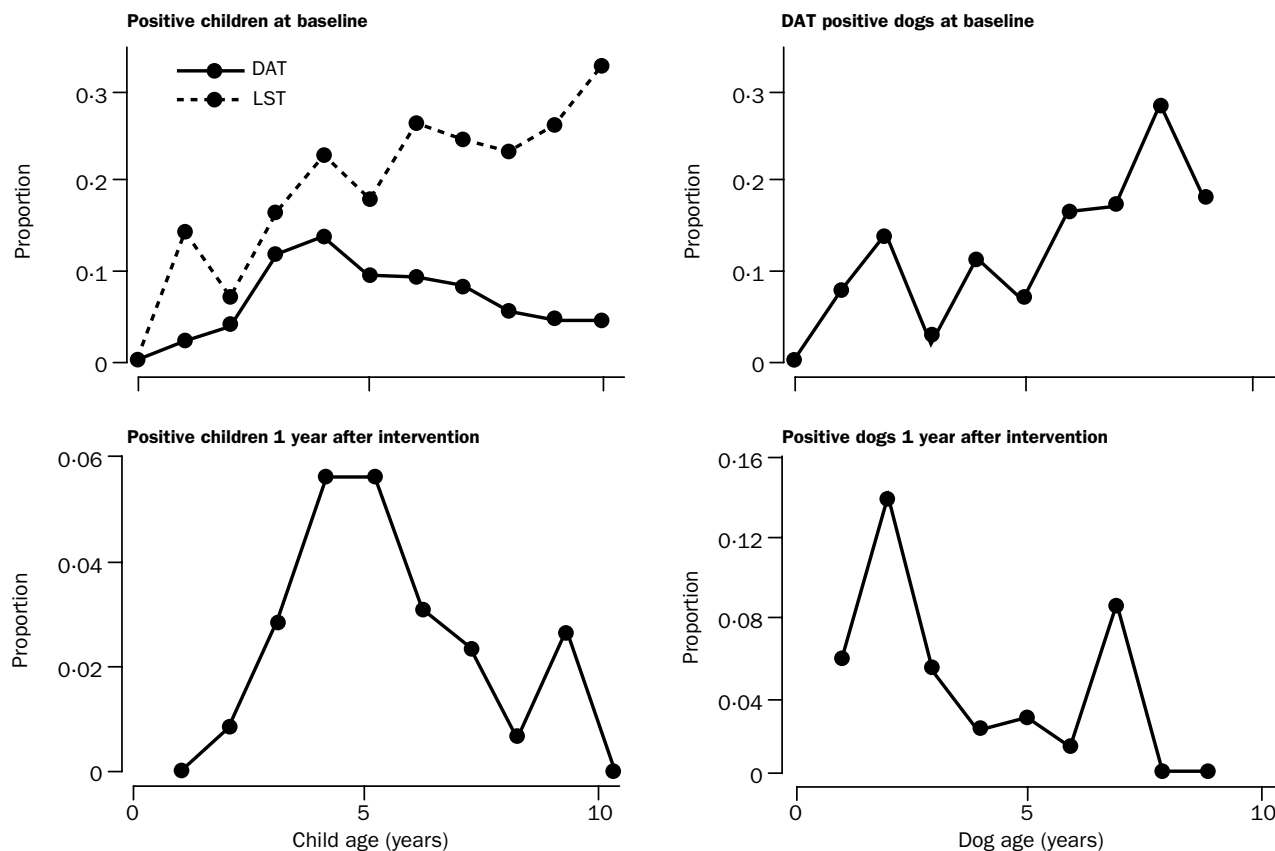 Positive children at baseline
DAT
LST
0·3
0·2
0·1
0
Proportion
DAT positive dogs at baseline
0·3
0·2
0·1
0
Proportion
Positive children 1 year after intervention
0·06
0·04
0·02
0
Proportion
0 5 10
Child age (years)
Positive dogs 1 year after intervention
0·16
0·12
0·08
0·04
0
Proportion
0 5 10
Dog age (years)